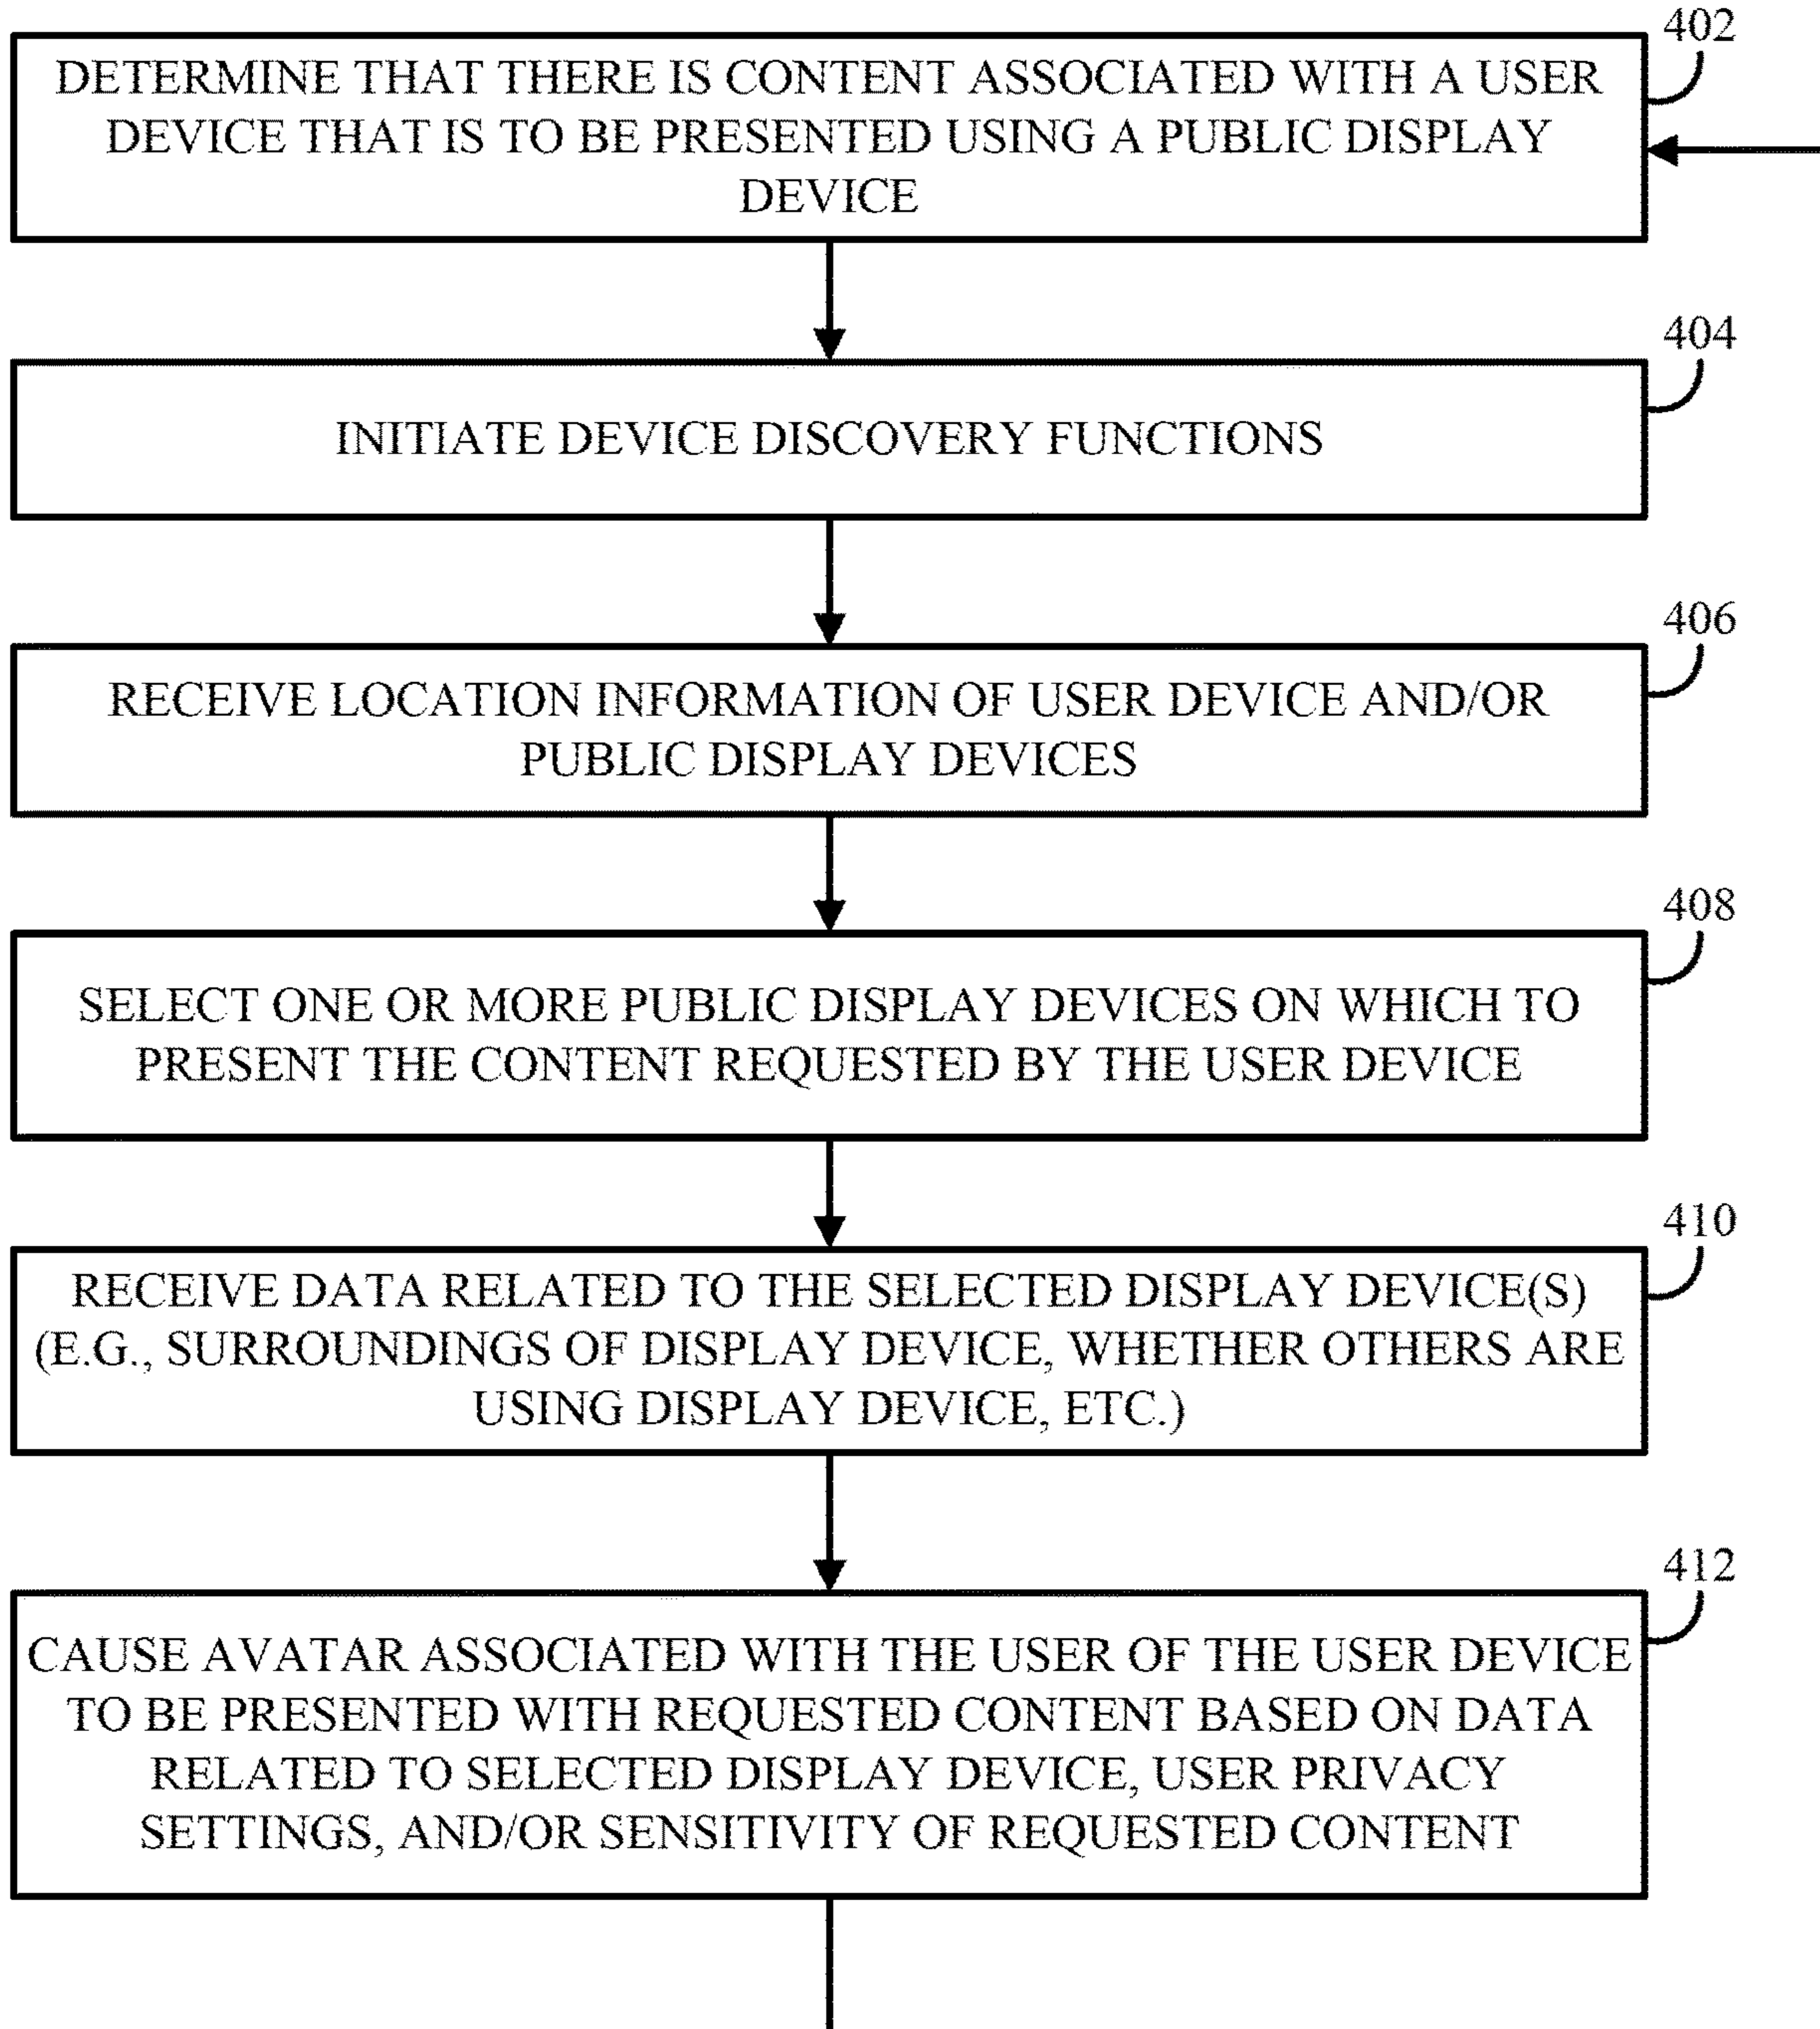 402
DETERMINE THAT THERE IS CONTENT ASSOCIATED WITH A USER
DEVICE THAT IS TO BE PRESENTED USING A PUBLIC DISPLAY
DEVICE
404
INITIATE DEVICE DISCOVERY FUNCTIONS
406
RECEIVE LOCATION INFORMATION OF USER DEVICE AND/OR
PUBLIC DISPLAY DEVICES
408
SELECT ONE OR MORE PUBLIC DISPLAY DEVICES ON WHICH TO
PRESENT THE CONTENT REQUESTED BY THE USER DEVICE
410
RECEIVE DATA RELATED TO THE SELECTED DISPLAY DEVICE(S)
(E.G., SURROUNDINGS OF DISPLAY DEVICE, WHETHER OTHERS ARE
USING DISPLAY DEVICE, ETC.)
412
CAUSE AVATAR ASSOCIATED WITH THE USER OF THE USER DEVICE
TO BE PRESENTED WITH REQUESTED CONTENT BASED ON DATA
RELATED TO SELECTED DISPLAY DEVICE, USER PRIVACY
SETTINGS, AND/OR SENSITIVITY OF REQUESTED CONTENT